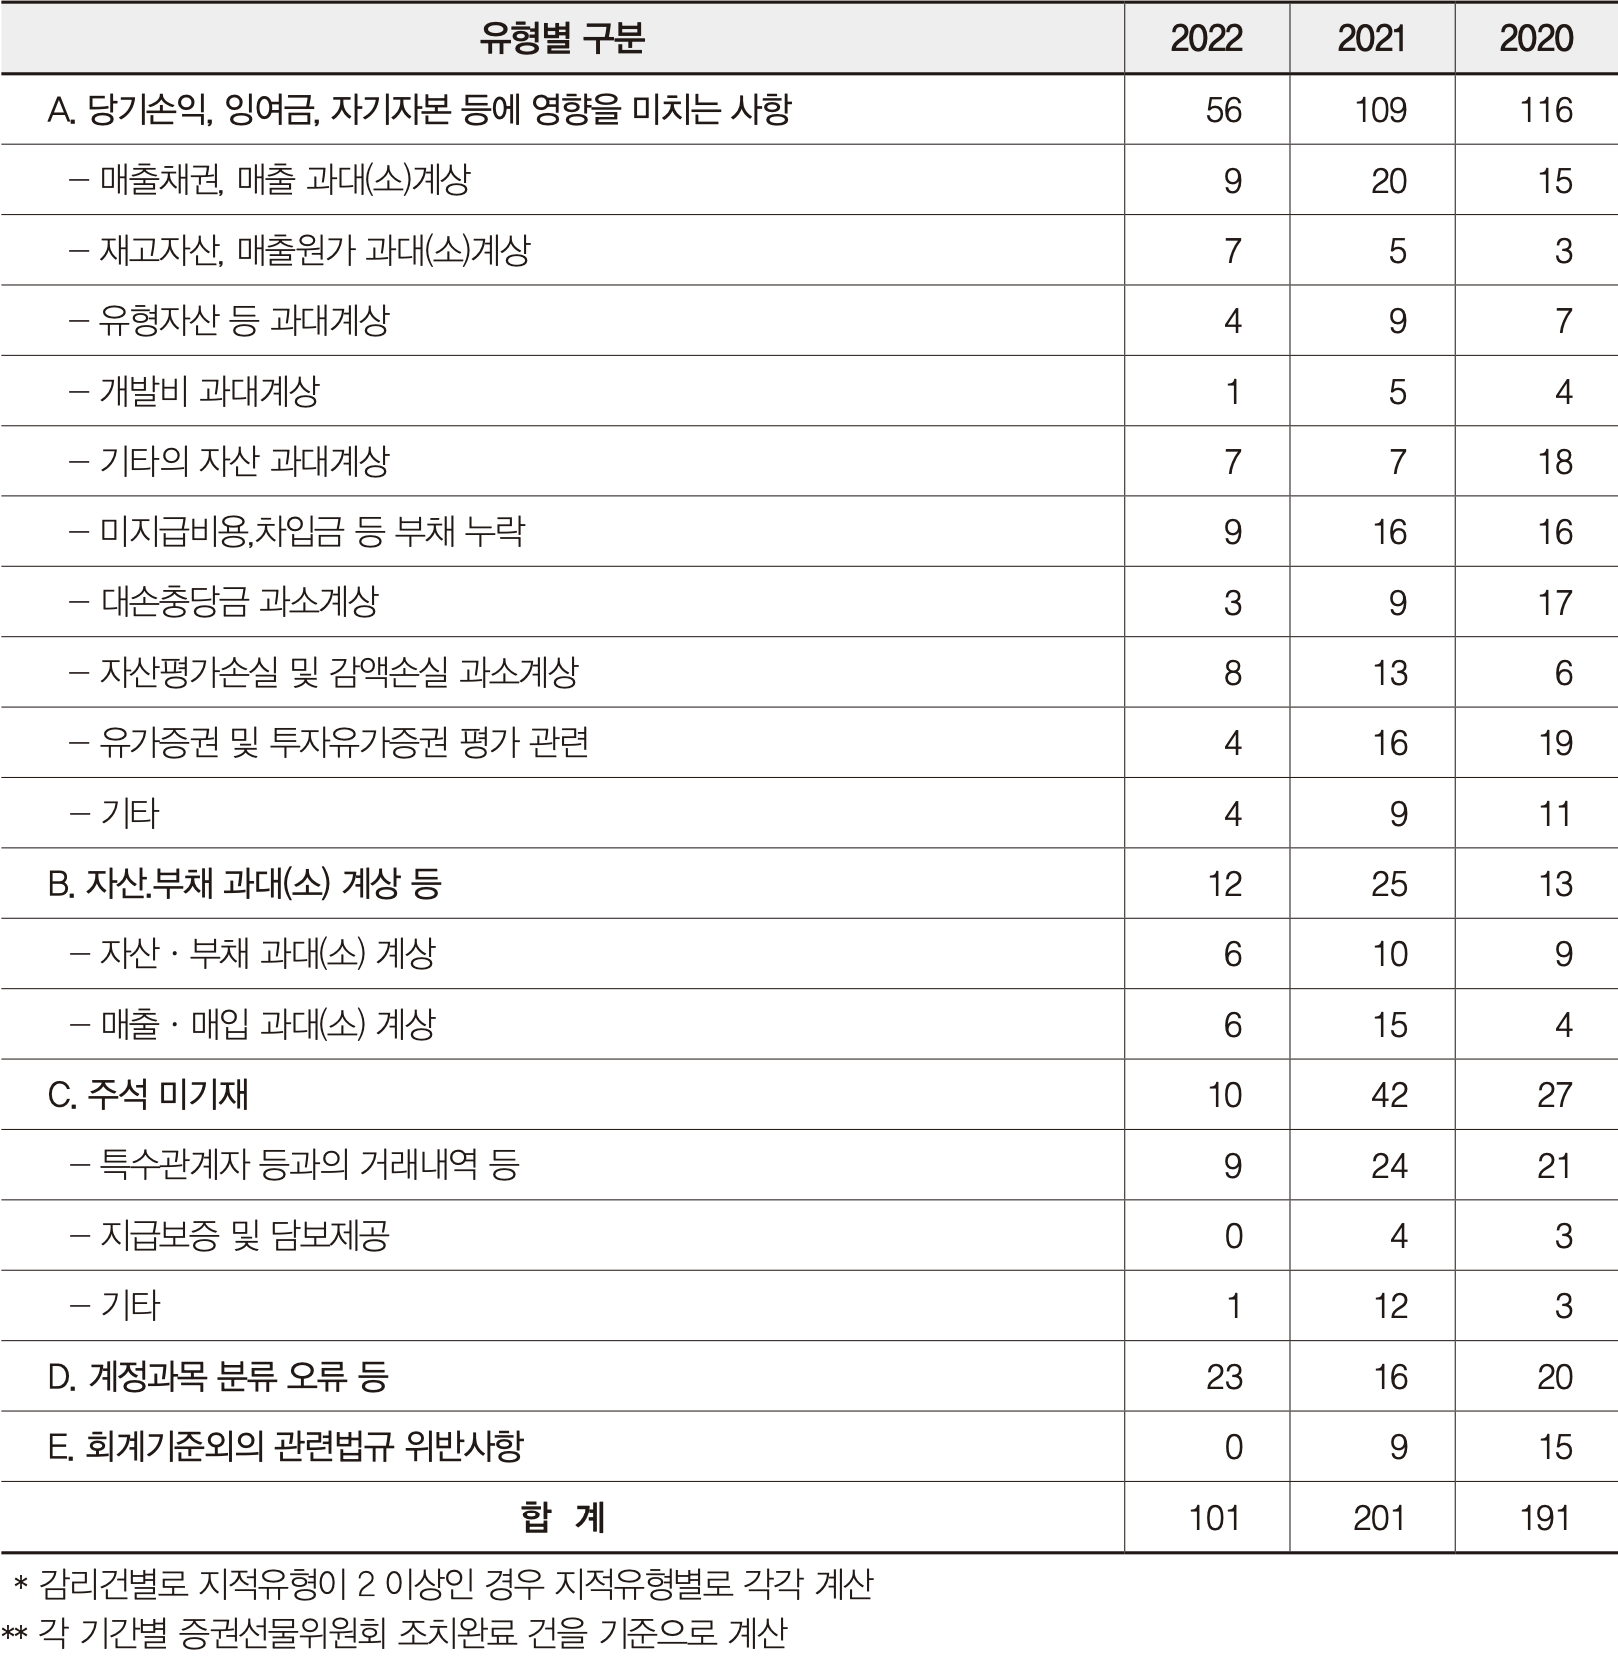 유형별 구분 2022 2021 2020
A. 당기손익, 잉여금, 자기자본 등에 영향을 미치는 사항 56 109 116
– 매출채권, 매출 과대(소)계상 9 20 15
– 재고자산, 매출원가 과대(소)계상 7 5 3
– 유형자산 등 과대계상 4 9 7
– 개발비 과대계상 1 5 4
– 기타의 자산 과대계상 7 7 18
– 미지급비용,차입금 등 부채 누락 9 16 16
– 대손충당금 과소계상 3 9 17
– 자산평가손실 및 감액손실 과소계상 8 13 6
– 유가증권 및 투자유가증권 평가 관련 4 16 19
– 기타 4 9 11
B. 자산.부채 과대(소) 계상 등 12 25 13
– 자산 · 부채 과대(소) 계상 6 10 9
– 매출 · 매입 과대(소) 계상 6 15 4
C. 주석 미기재 10 42 27
– 특수관계자 등과의 거래내역 등 9 24 21
– 지급보증 및 담보제공 0 4 3
– 기타 1 12 3
D. 계정과목 분류 오류 등 23 16 20
E. 회계기준외의 관련법규 위반사항 0 9 15
합 계 101 201 191
* 감리건별로 지적유형이 2 이상인 경우 지적유형별로 각각 계산
** 각 기간별 증권선물위원회 조치완료 건을 기준으로 계산